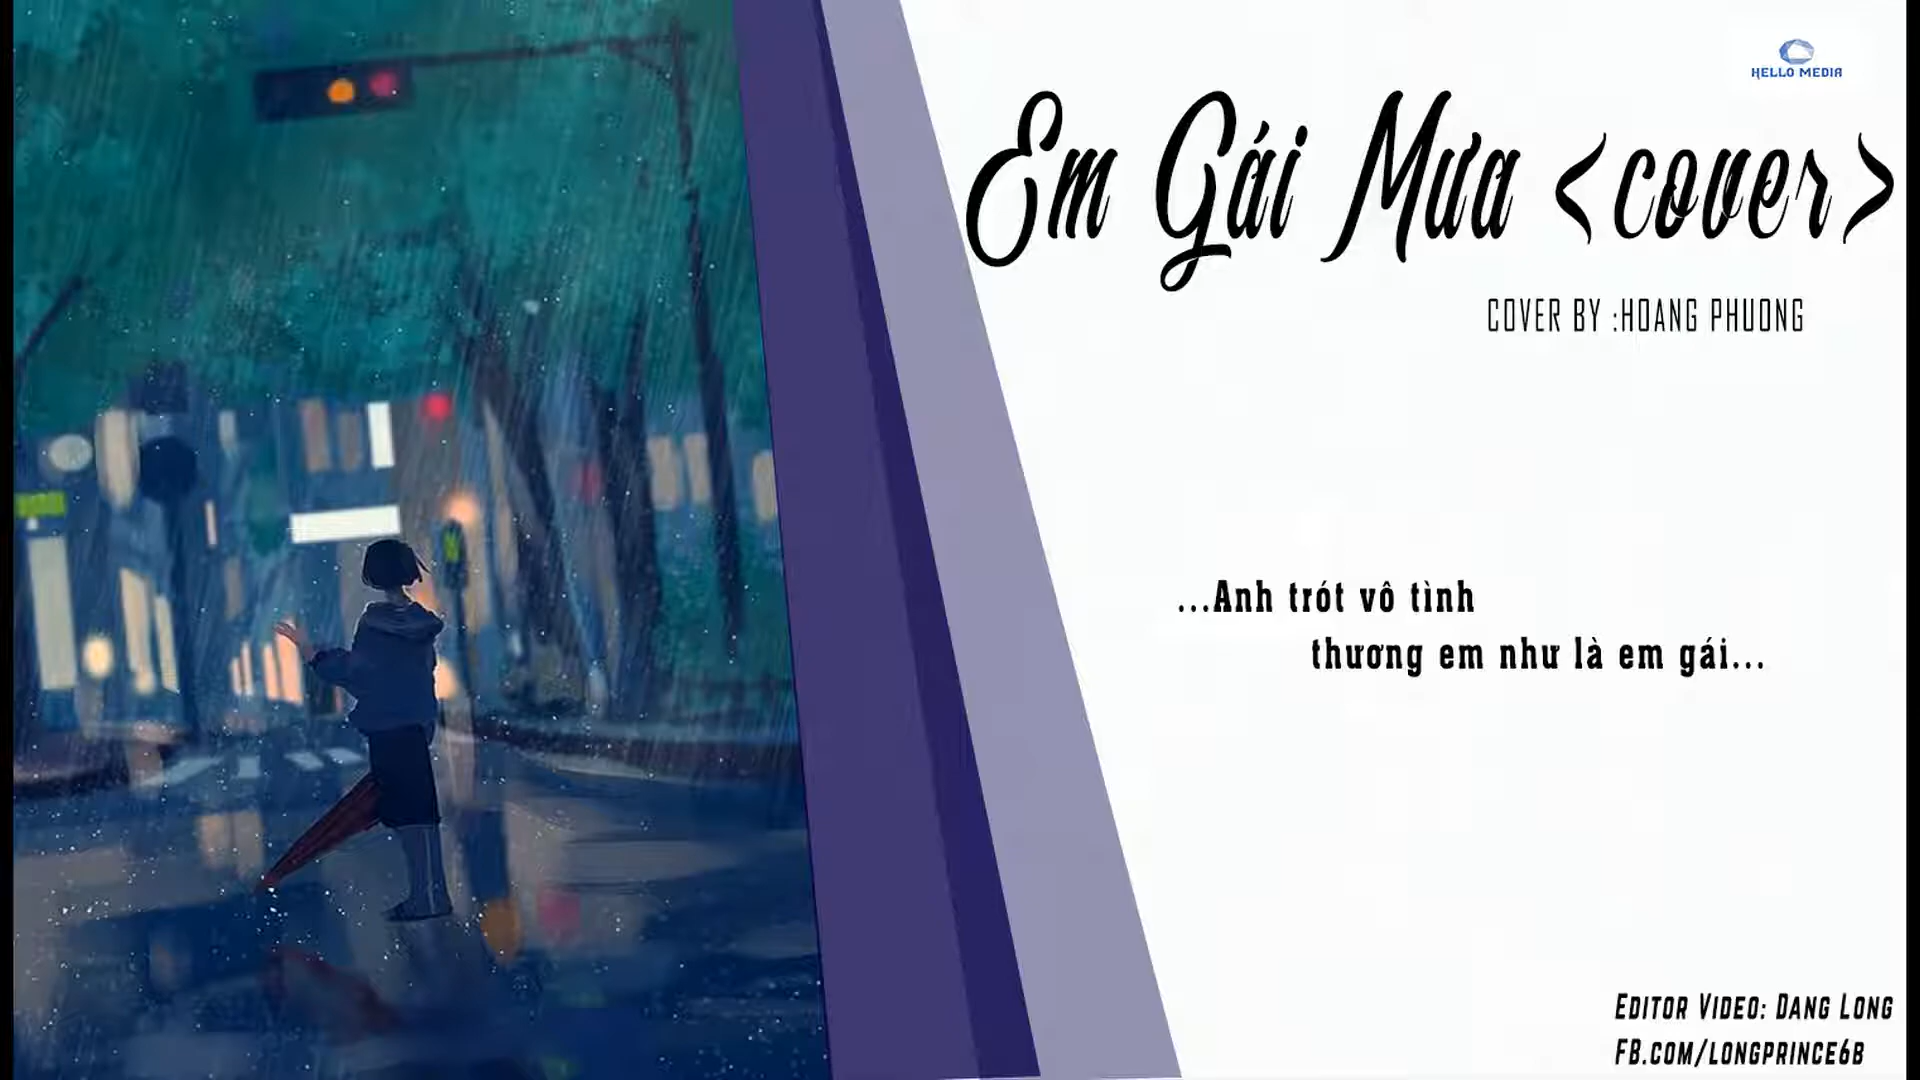 HELLO MEDIA
Em Gái Mưa <cover>
COVER BY :HOANG PHUONG
...Anh trót vô tình
thương em như là em gái...
EDITOR VIDEO: DANG LONG
FB.COM/LONGPRINCE6B